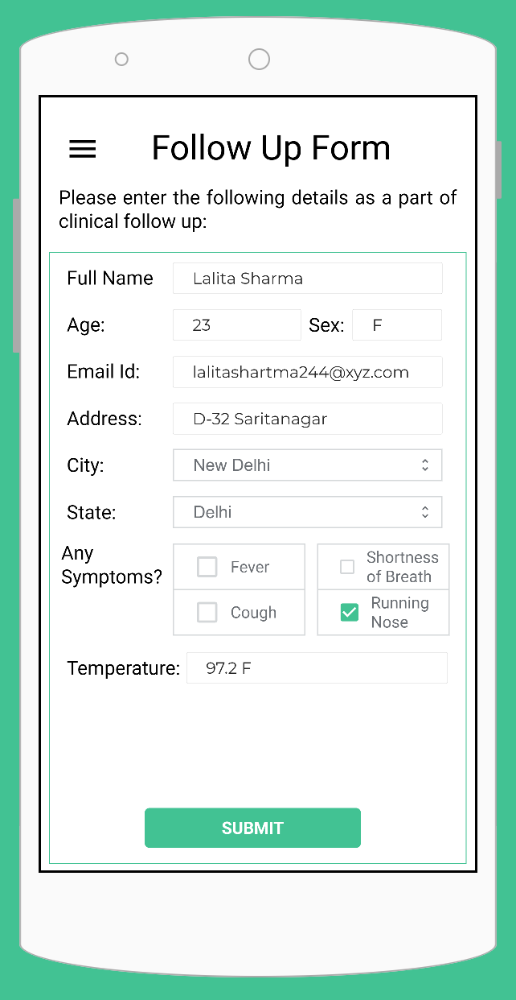 Follow Up Form
Please enter the following details as a part of
clinical follow up:
Full Name Lalita Sharma
Age: 23 Sex: F
Email Id: lalitashartma244@xyz.com
Address: D-32 Saritanagar
City: New Delhi
State: Delhi
Any
Symptoms?
Fever
Shortness
of Breath
Cough
Running
Nose
Temperature: 97.2 F
SUBMIT